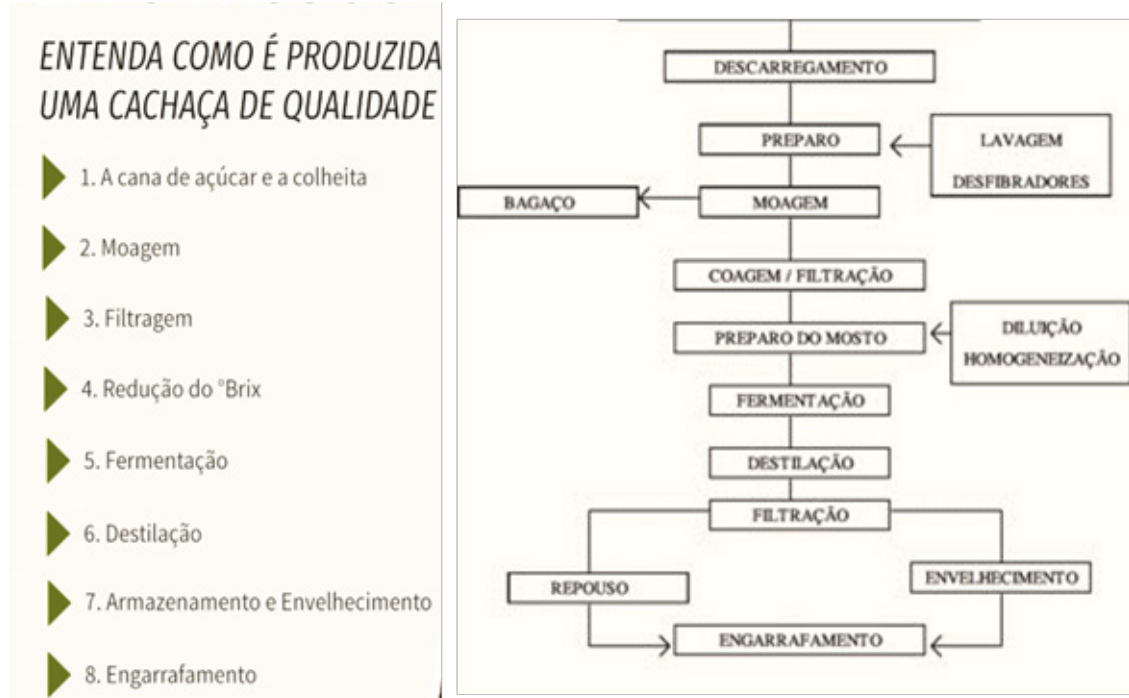 ENTENDA COMO É PRODUZIDA
UMA CACHAÇA DE QUALIDADE
1. A cana de açúcar e a colheita
2. Moagem
3. Filtragem
4. Redução do °Brix
5. Fermentação
6. Destilação
7. Armazenamento e Envelhecimento
8. Engarrafamento
DESCARREGAMENTO
PREPARO
LAVAGEM
DESFIBRADORES
BAGAÇO
MOAGEM
COAGEM / FILTRAÇÃO
PREPARO DO MOSTO
DILUIÇÃO
HOMOGENEIZAÇÃO
FERMENTAÇÃO
DESTILAÇÃO
FILTRAÇÃO
REPOUSO
ENVELHECIMENTO
ENGARRAFAMENTO